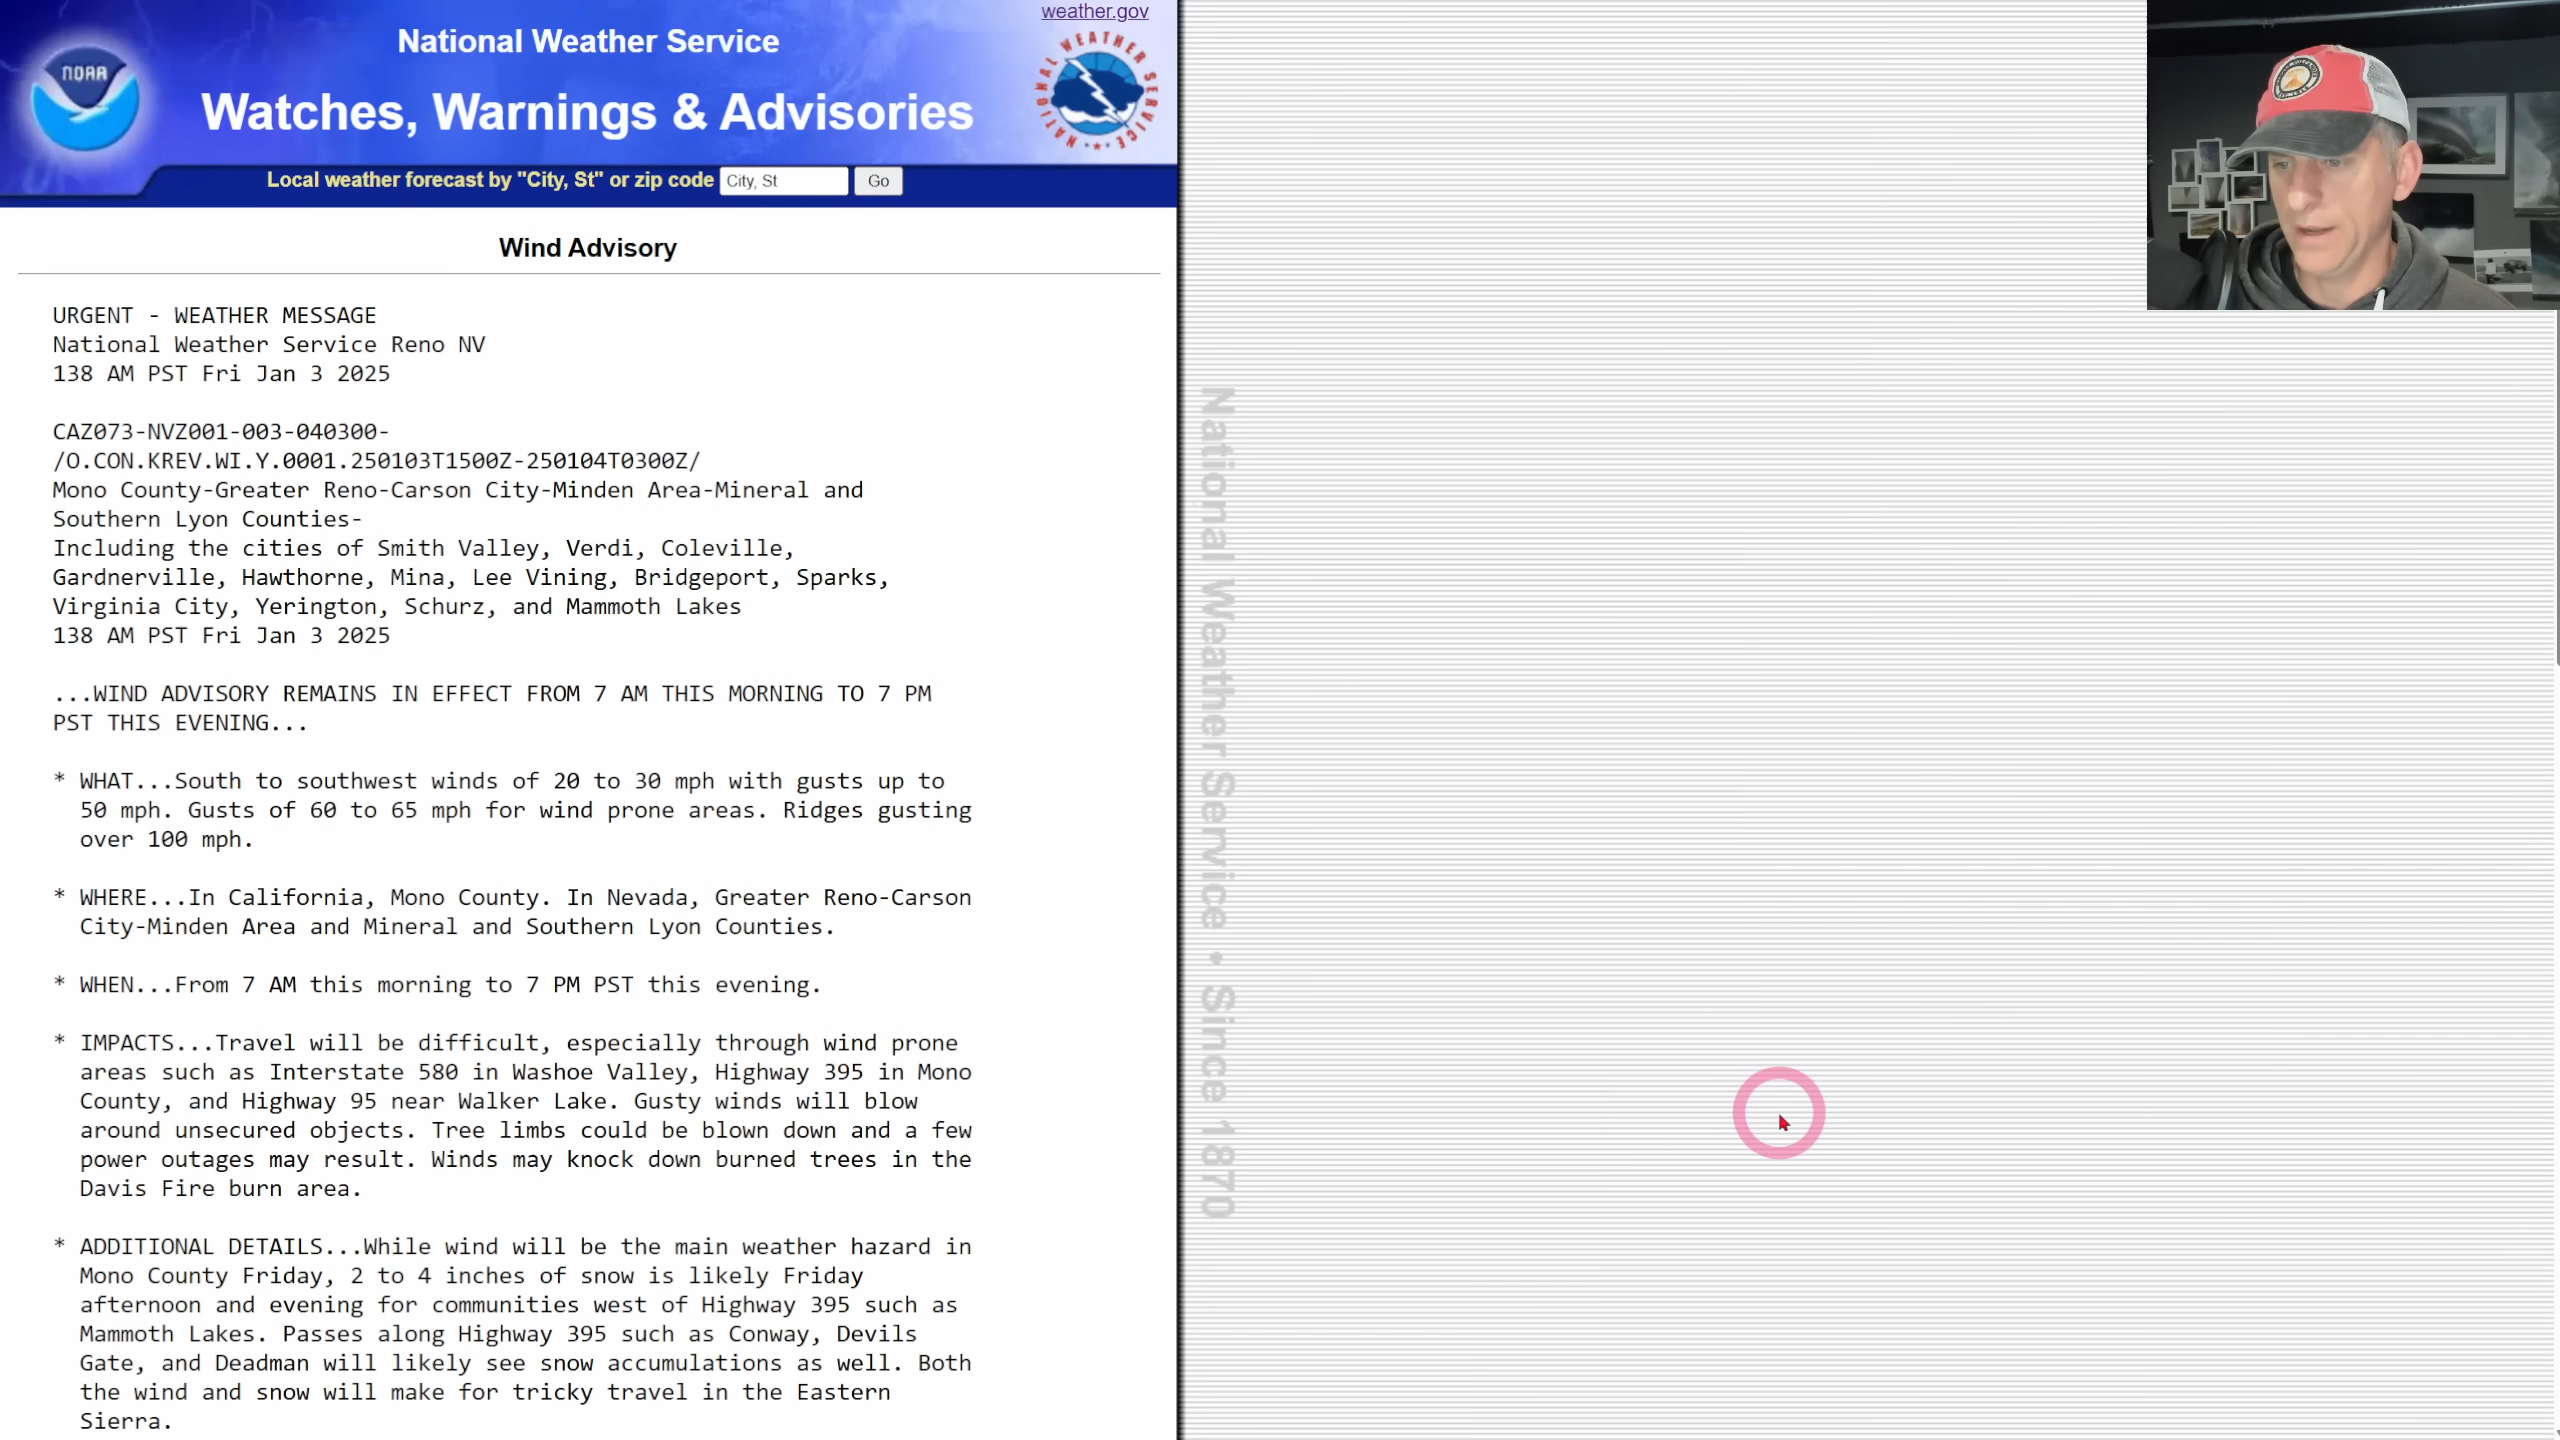 weather.gov
National Weather Service
NOAA
Watches, Warnings & Advisories
NATIONAL WEATHER SERVICE
Local weather forecast by "City, St" or zip code City, St Go
Wind Advisory
URGENT - WEATHER MESSAGE
National Weather Service Reno NV
138 AM PST Fri Jan 3 2025
CAZ073-NVZ001-003-040300-
/O.CON.KREV.WI.Y.0001.250103T1500Z-250104T0300Z/
Mono County-Greater Reno-Carson City-Minden Area-Mineral and
Southern Lyon Counties-
Including the cities of Smith Valley, Verdi, Coleville,
Gardnerville, Hawthorne, Mina, Lee Vining, Bridgeport, Sparks,
Virginia City, Yerington, Schurz, and Mammoth Lakes
138 AM PST Fri Jan 3 2025
...WIND ADVISORY REMAINS IN EFFECT FROM 7 AM THIS MORNING TO 7 PM
PST THIS EVENING...
* WHAT...South to southwest winds of 20 to 30 mph with gusts up to
50 mph. Gusts of 60 to 65 mph for wind prone areas. Ridges gusting
over 100 mph.
* WHERE...In California, Mono County. In Nevada, Greater Reno-Carson
City-Minden Area and Mineral and Southern Lyon Counties.
* WHEN...From 7 AM this morning to 7 PM PST this evening.
* IMPACTS...Travel will be difficult, especially through wind prone
areas such as Interstate 580 in Washoe Valley, Highway 395 in Mono
County, and Highway 95 near Walker Lake. Gusty winds will blow
around unsecured objects. Tree limbs could be blown down and a few
power outages may result. Winds may knock down burned trees in the
Davis Fire burn area.
* ADDITIONAL DETAILS...While wind will be the main weather hazard in
Mono County Friday, 2 to 4 inches of snow is likely Friday
afternoon and evening for communities west of Highway 395 such as
Mammoth Lakes. Passes along Highway 395 such as Conway, Devils
Gate, and Deadman will likely see snow accumulations as well. Both
the wind and snow will make for tricky travel in the Eastern
Sierra.
National Weather Service • Since 1870